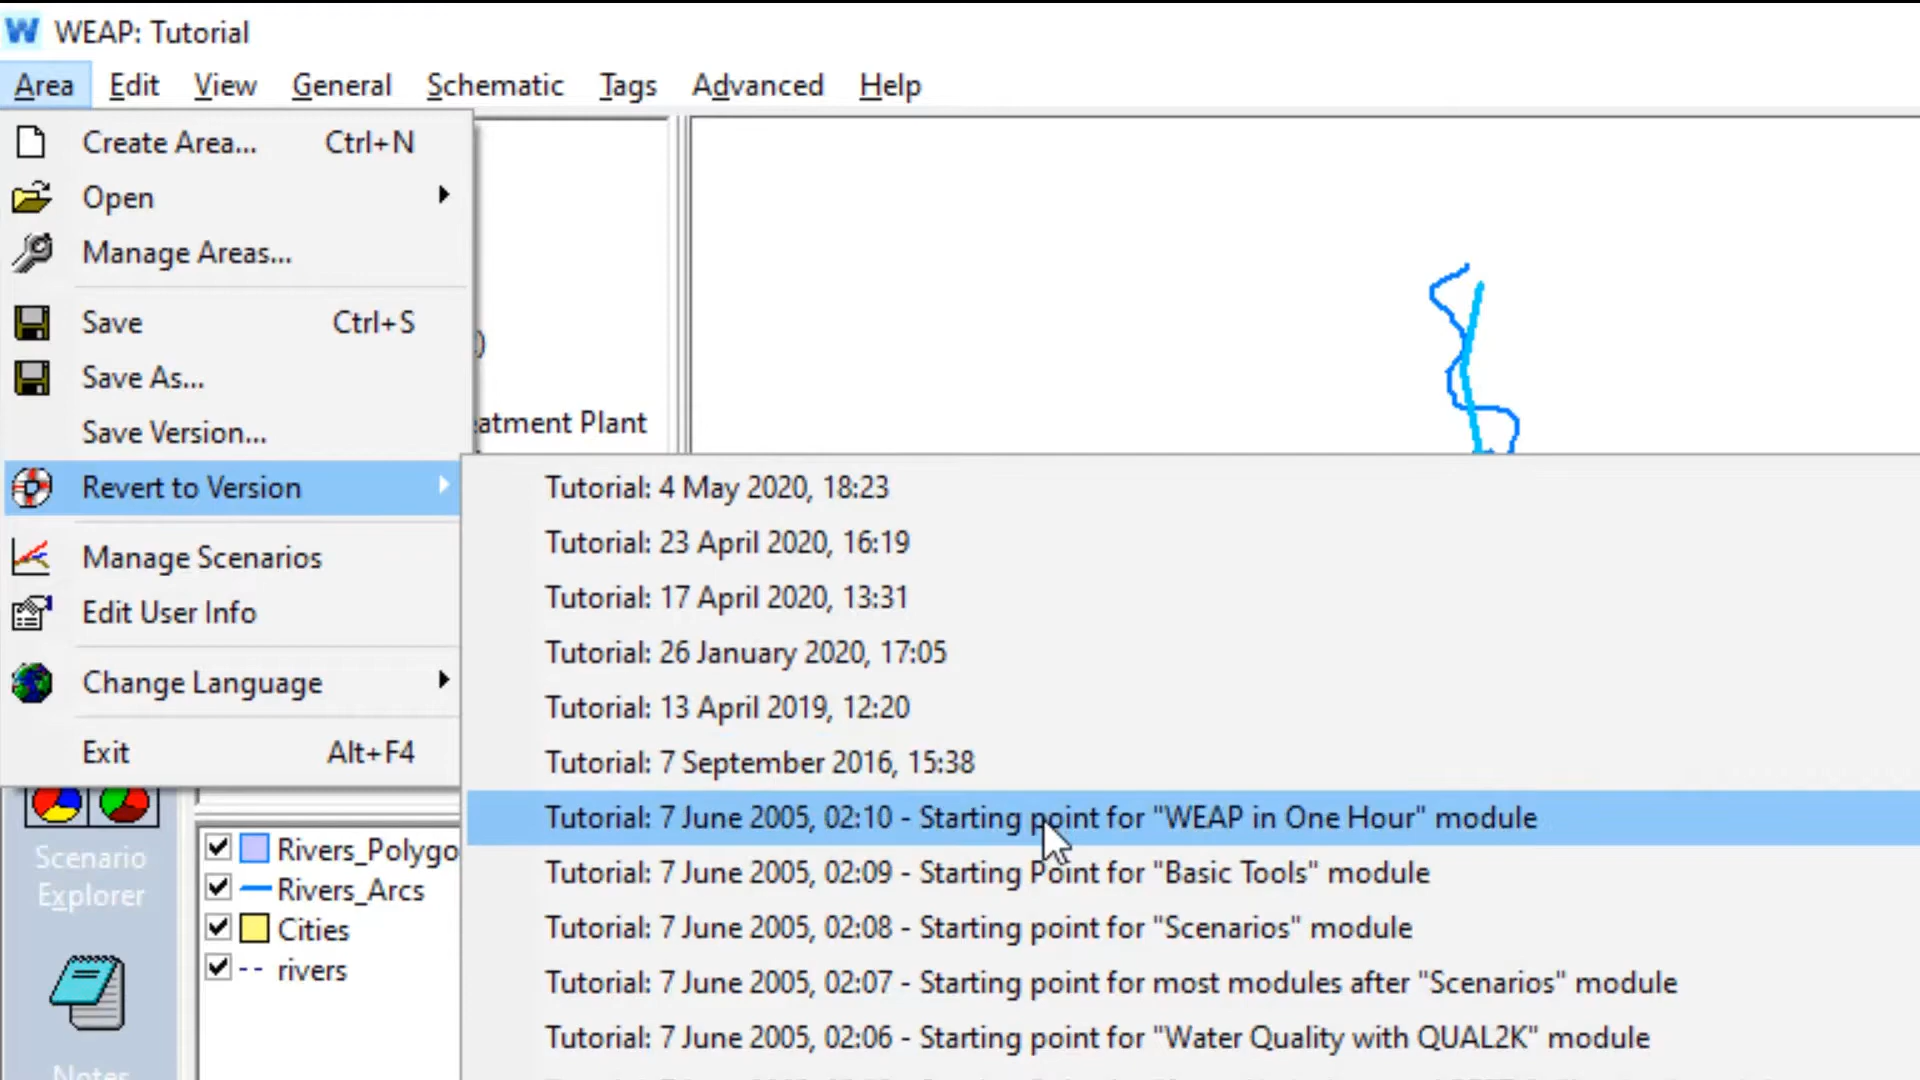 WEAP: Tutorial
Area Edit View General Schematic Tags Advanced Help
Create Area... Ctrl+N
Open
Manage Areas...
Save Ctrl+S
Save As...
Save Version...
Revert to Version
Manage Scenarios
Edit User Info
Change Language
Exit Alt+F4
atment Plant
Tutorial: 4 May 2020, 18:23
Tutorial: 23 April 2020, 16:19
Tutorial: 17 April 2020, 13:31
Tutorial: 26 January 2020, 17:05
Tutorial: 13 April 2019, 12:20
Tutorial: 7 September 2016, 15:38
Tutorial: 7 June 2005, 02:10 - Starting point for "WEAP in One Hour" module
Tutorial: 7 June 2005, 02:09 - Starting Point for "Basic Tools" module
Tutorial: 7 June 2005, 02:08 - Starting point for "Scenarios" module
Tutorial: 7 June 2005, 02:07 - Starting point for most modules after "Scenarios" module
Tutorial: 7 June 2005, 02:06 - Starting point for "Water Quality with QUAL2K" module
Scenario
Explorer
Notes
Rivers_Polygo
Rivers_Arcs
Cities
rivers